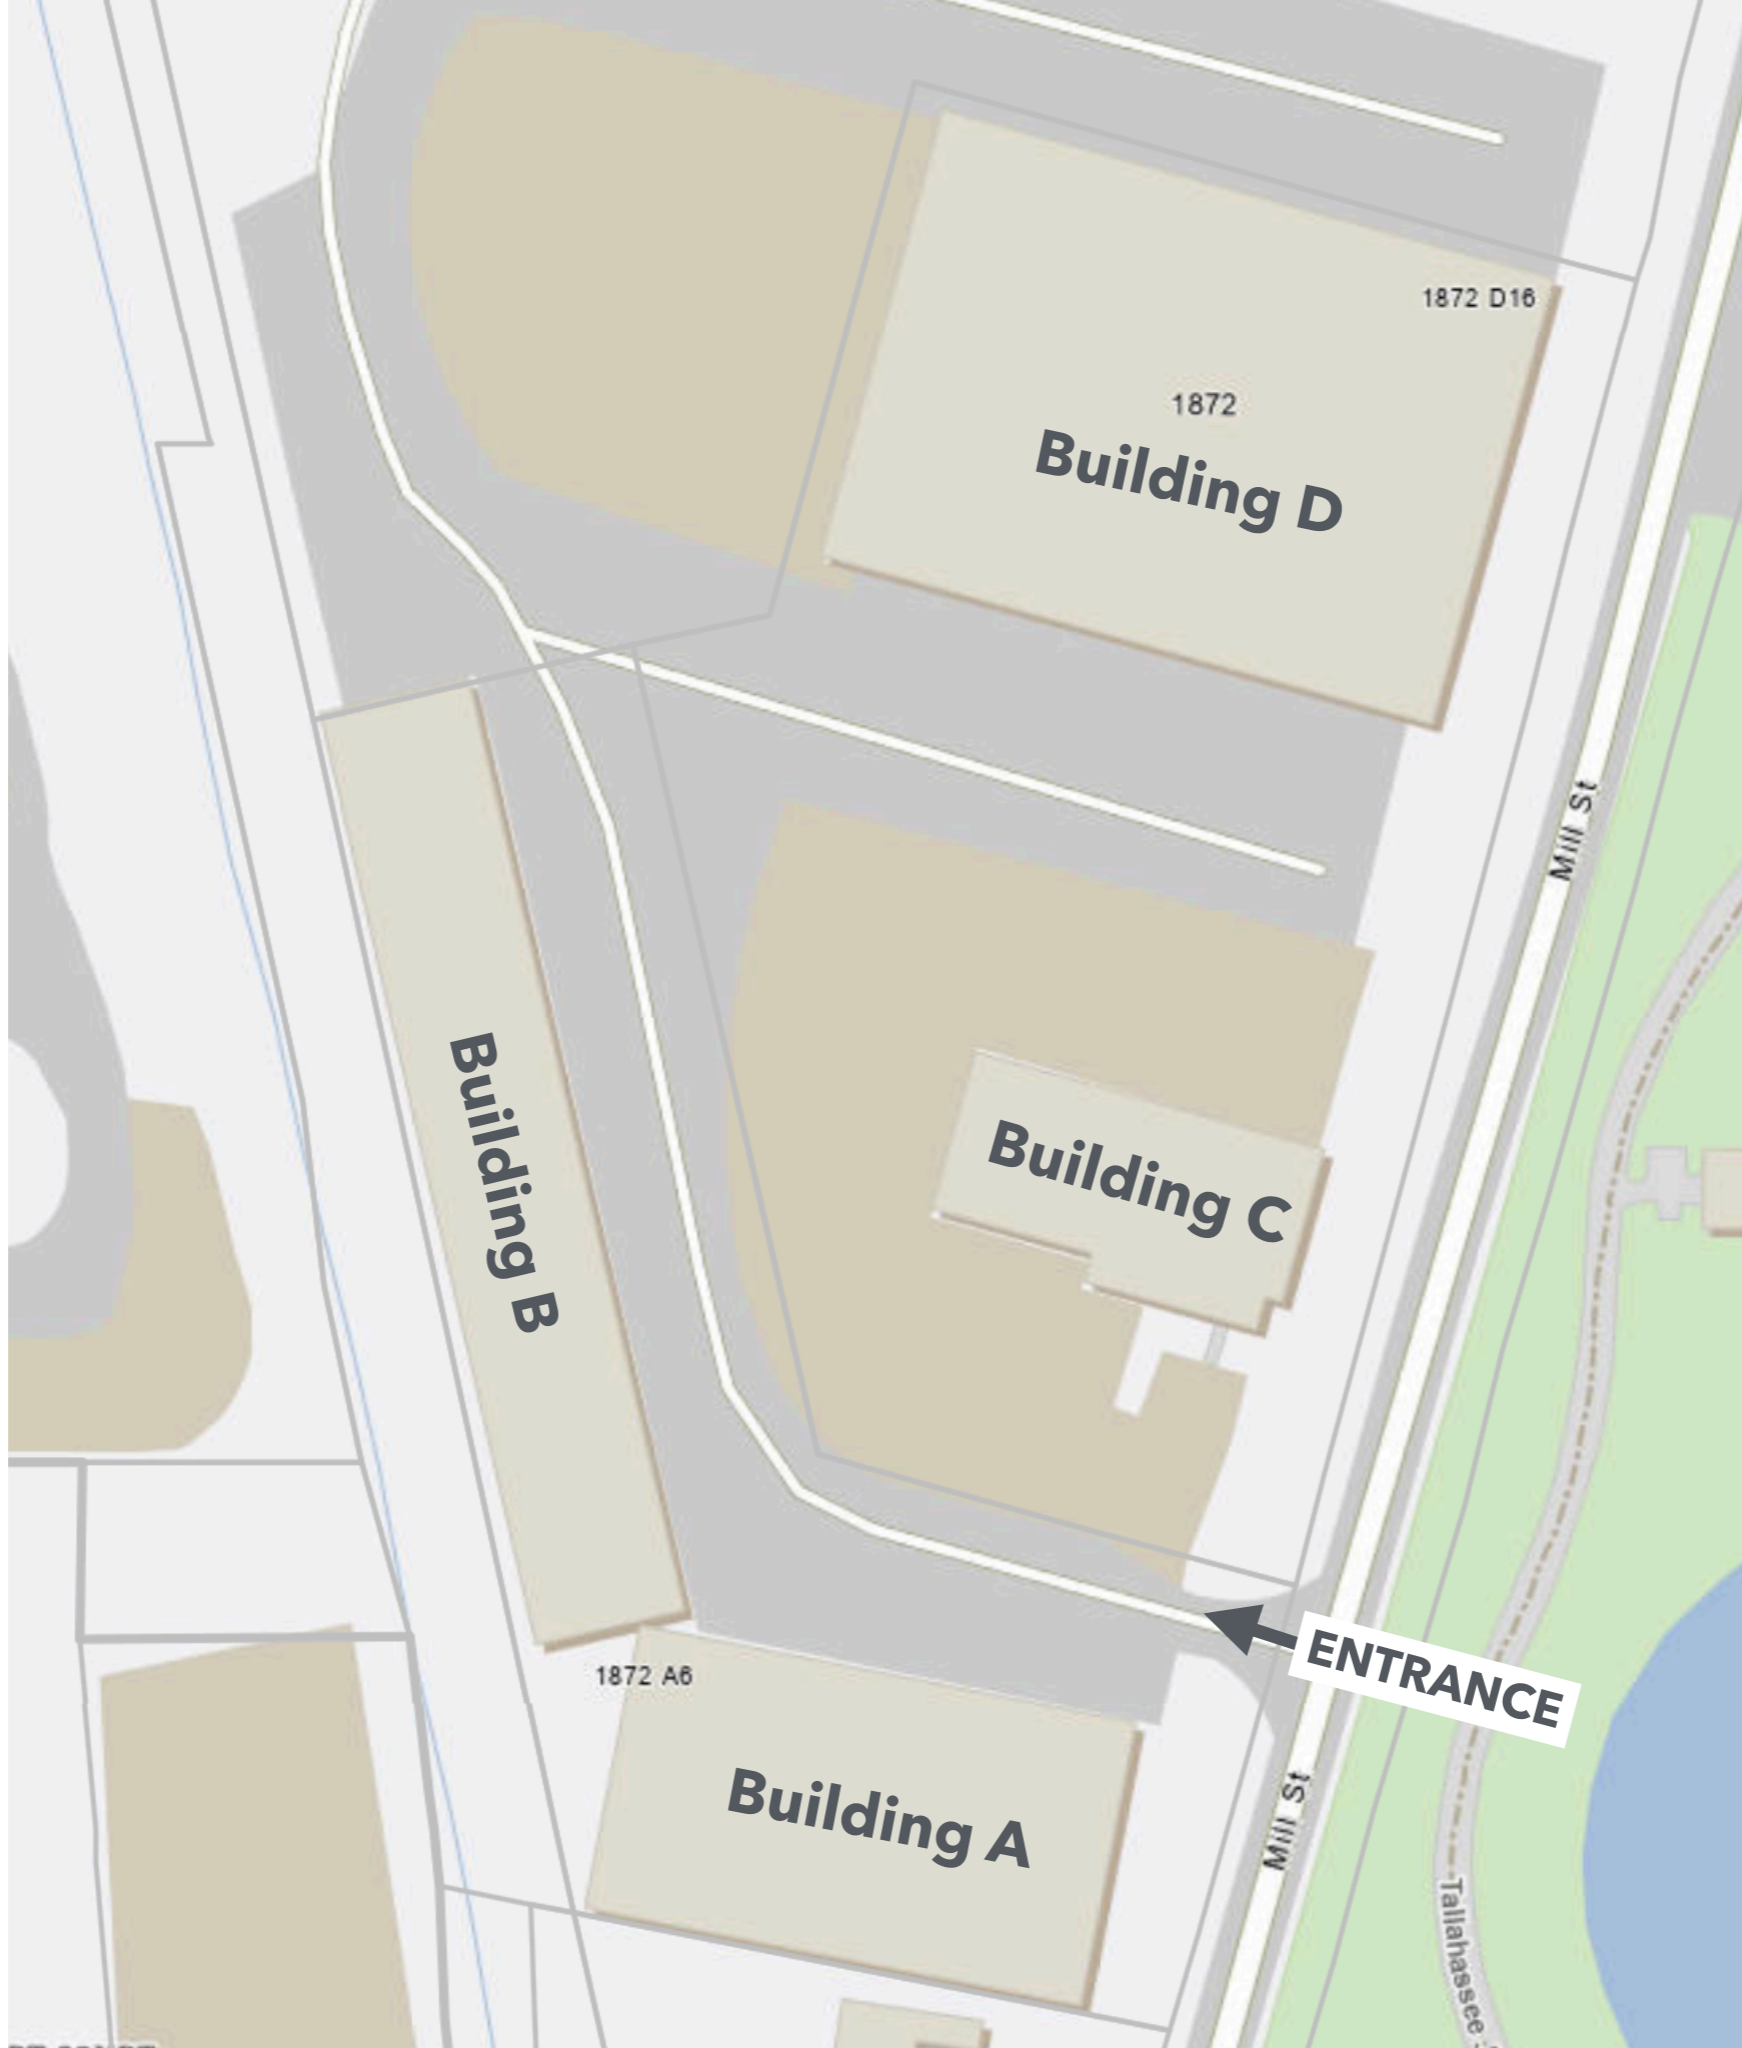 1872 D16
1872
Building D
Mill St
Building B
Building C
ENTRANCE
1872 A6
Building A
Mill St
Tallahassee